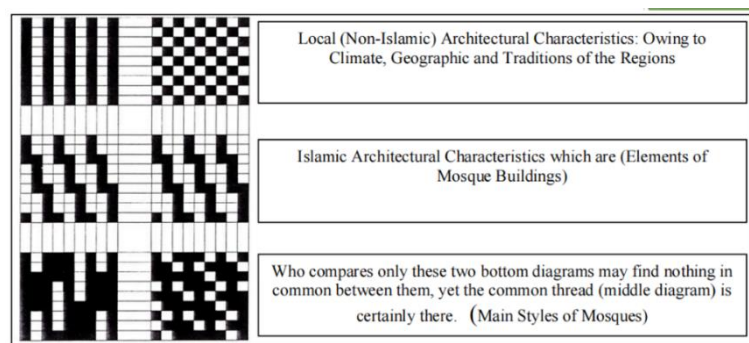 Local (Non-Islamic) Architectural Characteristics: Owing to
Climate, Geographic and Traditions of the Regions
Islamic Architectural Characteristics which are (Elements of
Mosque Buildings)
Who compares only these two bottom diagrams may find nothing in
common between them, yet the common thread (middle diagram) is
certainly there. (Main Styles of Mosques)